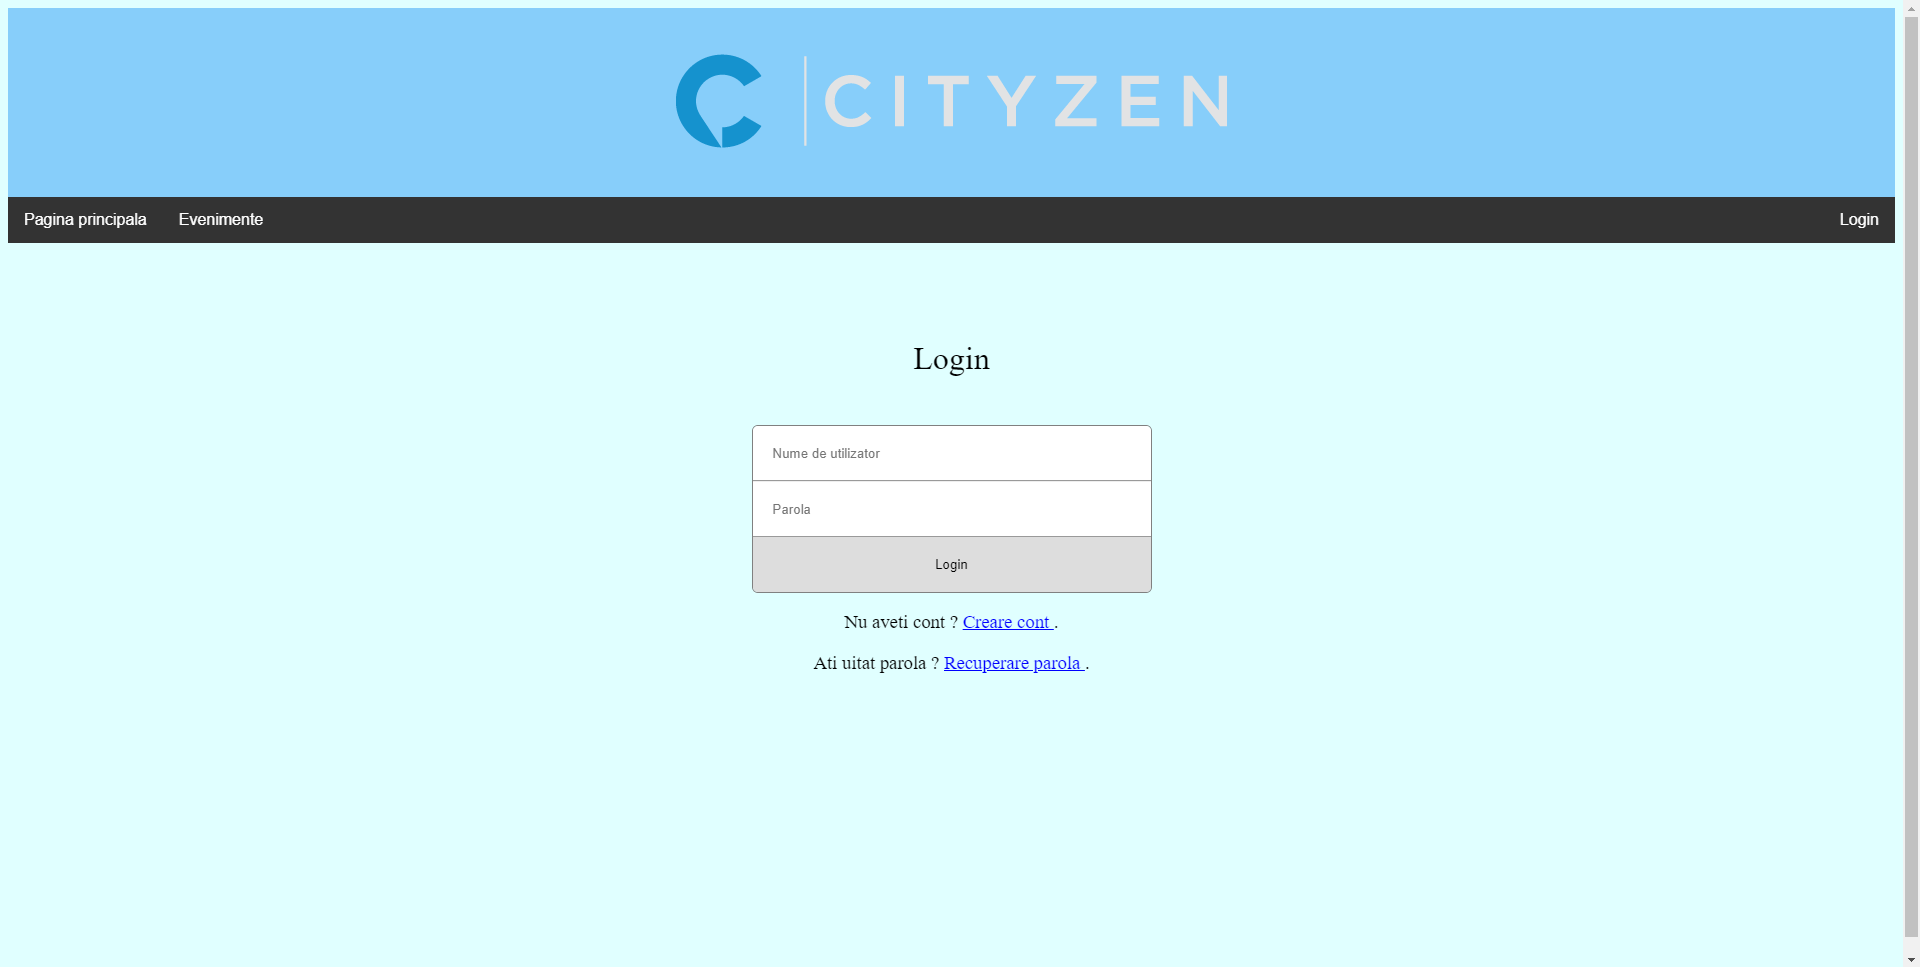 CITYZEN
Pagina principala Evenimente Login
Login
Nume de utilizator
Parola
Login
Nu aveti cont ? Creare cont .
Ati uitat parola ? Recuperare parola .